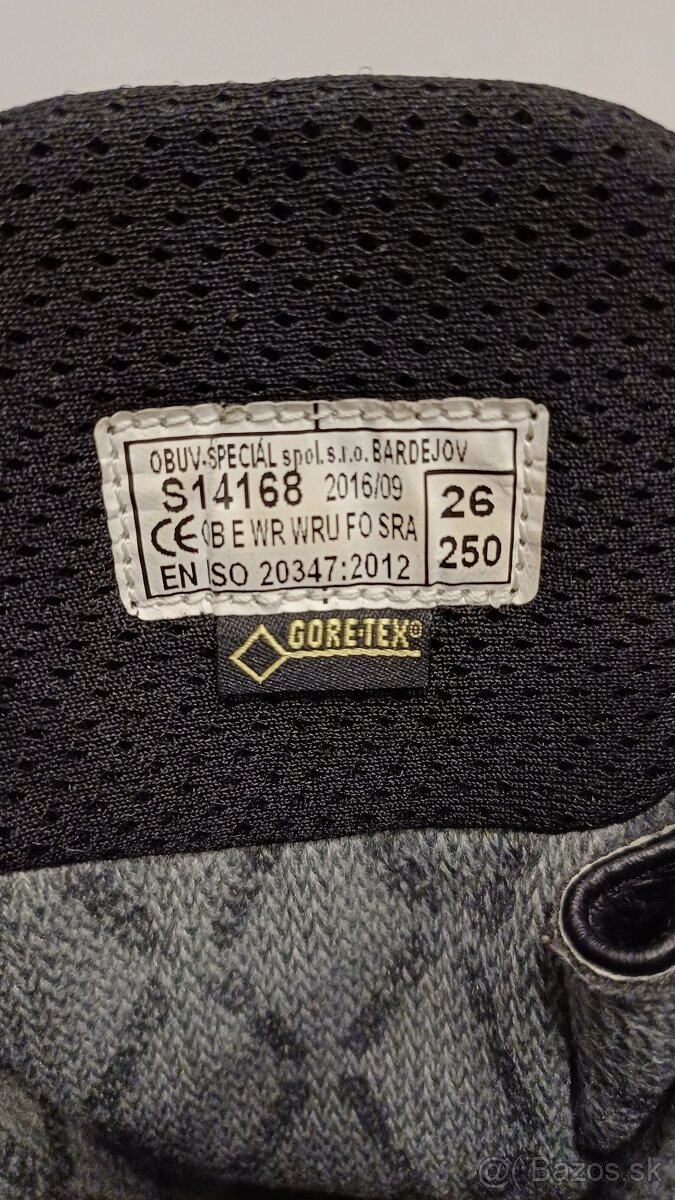 OBUV-ŠPECIÁL spol.s.r.o. BARDEJOV
S14168 2016/09
26
CE OB E WR WRU FO SRA
250
EN ISO 20347:2012
GORE-TEX®
@ Bazos.sk